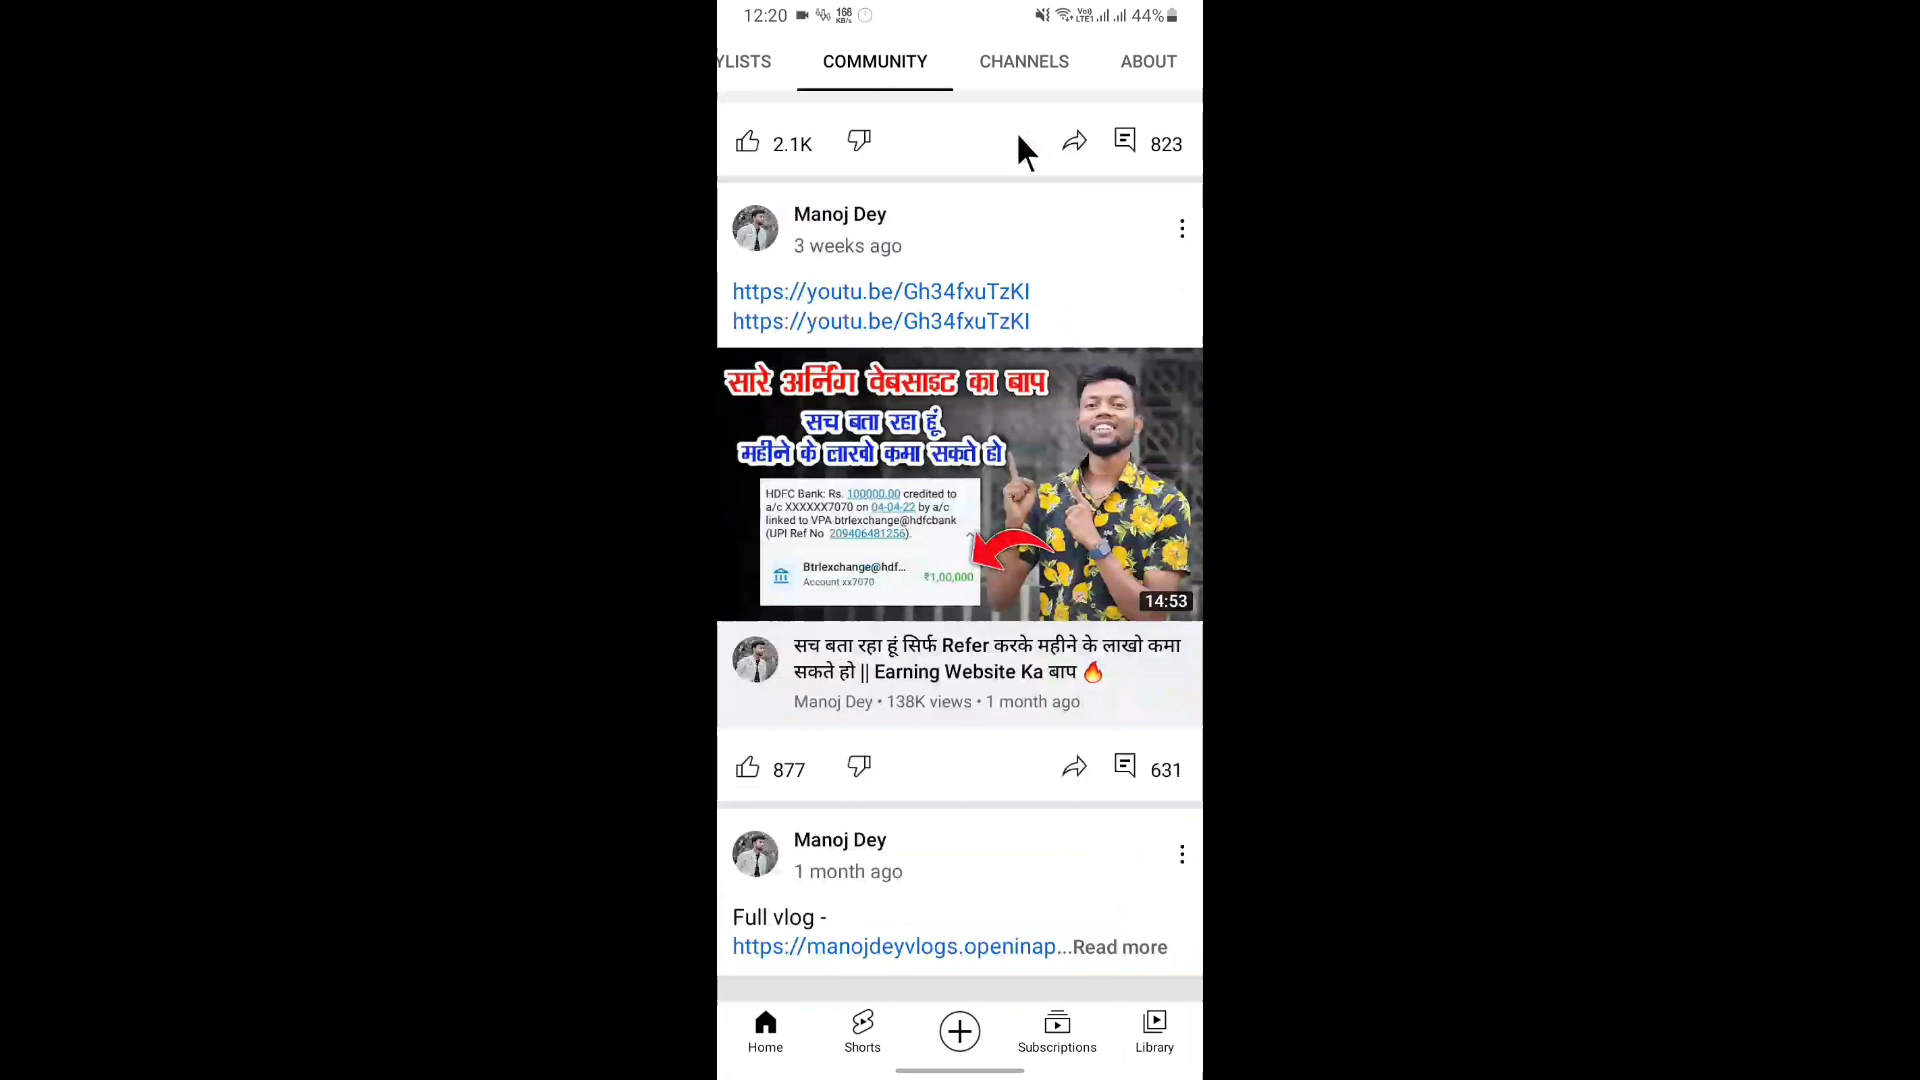 12:20 168 KB/s Vo) LTE1 44%
YLISTS COMMUNITY CHANNELS ABOUT
2.1K 823
Manoj Dey
3 weeks ago
https://youtu.be/Gh34fxuTzKI
https://youtu.be/Gh34fxuTzKI
सारे अर्निंग वेबसाइट का बाप
सच बता रहा हूं
महीने के लाखो कमा सकते हो
HDFC Bank: Rs. 100000.00 credited to
a/c XXXXXX7070 on 04-04-22 by a/c
linked to VPA btrlexchange@hdfcbank
(UPI Ref No 209406481256).
Btrlexchange@hdf...
Account xx7070 ₹1,00,000
14:53
सच बता रहा हूं सिर्फ Refer करके महीने के लाखो कमा
सकते हो || Earning Website Ka बाप 🔥
Manoj Dey • 138K views • 1 month ago
877 631
Manoj Dey
1 month ago
Full vlog -
https://manojdeyvlogs.openinap...Read more
Home Shorts Subscriptions Library